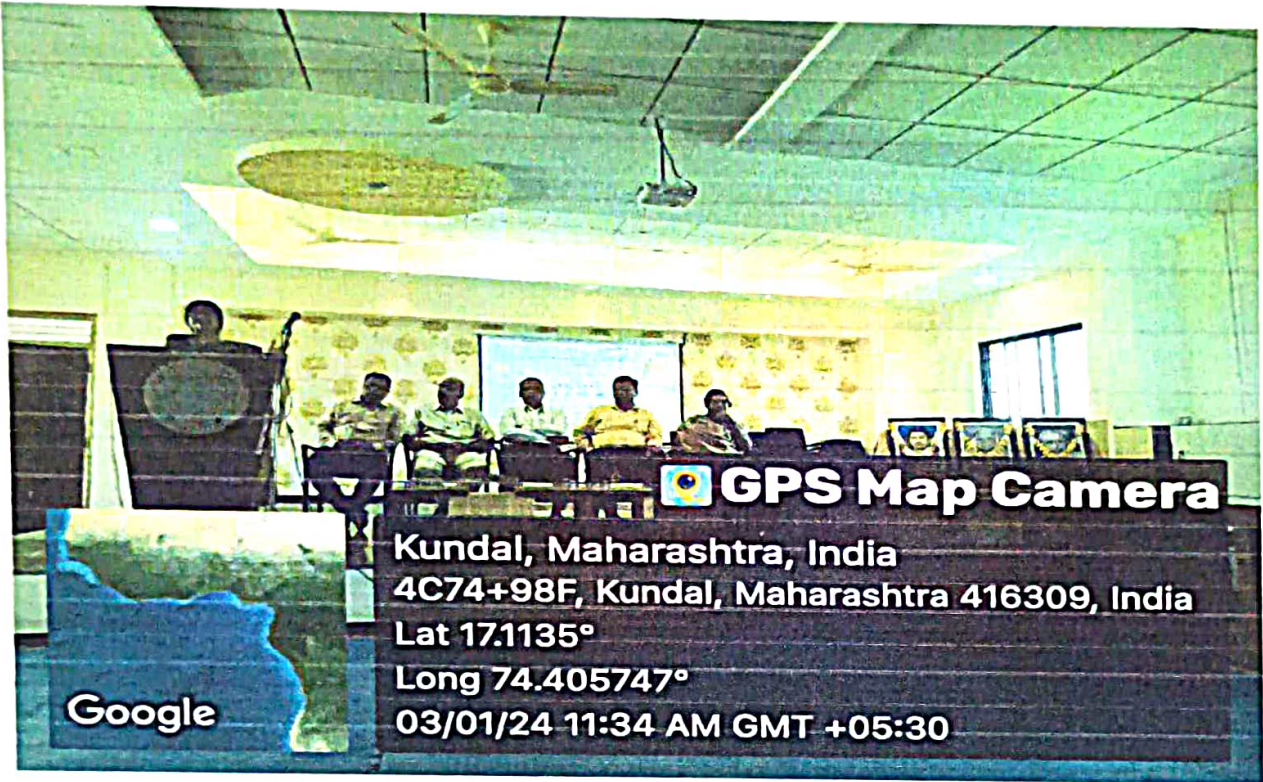 GPS Map Camera
Kundal, Maharashtra, India
4C74+98F, Kundal, Maharashtra 416309, India
Lat 17.1135°
Long 74.405747°
03/01/24 11:34 AM GMT +05:30
Google